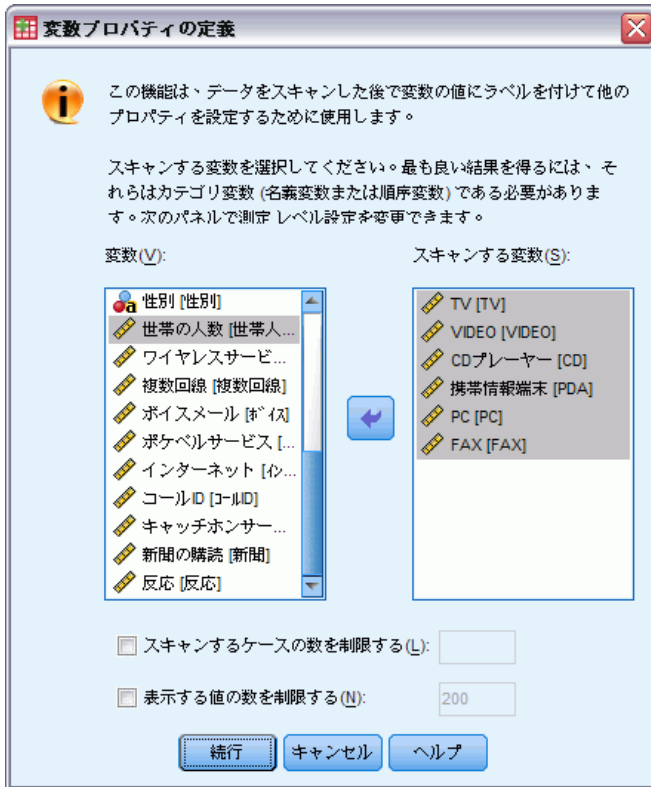 変数プロパティの定義
この機能は、データをスキャンした後で変数の値にラベルを付けて他の
プロパティを設定するために使用します。
スキャンする変数を選択してください。最も良い結果を得るには、そ
れらはカテゴリ変数 (名義変数または順序変数) である必要がありま
す。次のパネルで測定 レベル設定を変更できます。
変数(V):
スキャンする変数(S):
性別 [性別]
世帯の人数 [世帯人...
ワイヤレスサービ...
複数回線 [複数回線]
ボイスメール [ボイス]
ポケベルサービス [...
インターネット [イン...
コールID [コールID]
キャッチホンサー...
新聞の購読 [新聞]
反応 [反応]
TV [TV]
VIDEO [VIDEO]
CDプレーヤー [CD]
携帯情報端末 [PDA]
PC [PC]
FAX [FAX]
スキャンするケースの数を制限する(L):
表示する値の数を制限する(N):
200
続行
キャンセル
ヘルプ